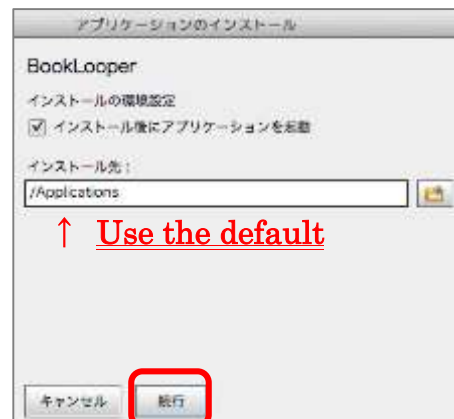 アプリケーションのインストール
BookLooper
インストールの環境設定
インストール後にアプリケーションを起動
インストール先：
/Applications
↑ Use the default
キャンセル
続行